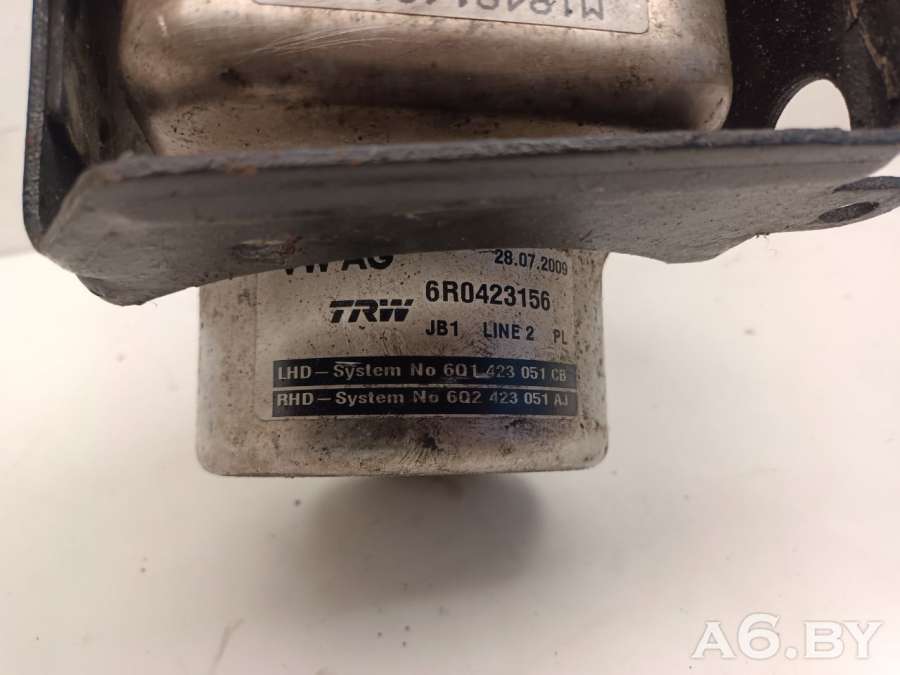 VW AG 28.07.2009
TRW 6R0423156
JB1 LINE 2 PL
LHD – System No 6Q1 423 051 CB
RHD – System No 6Q2 423 051 AJ
A6.BY